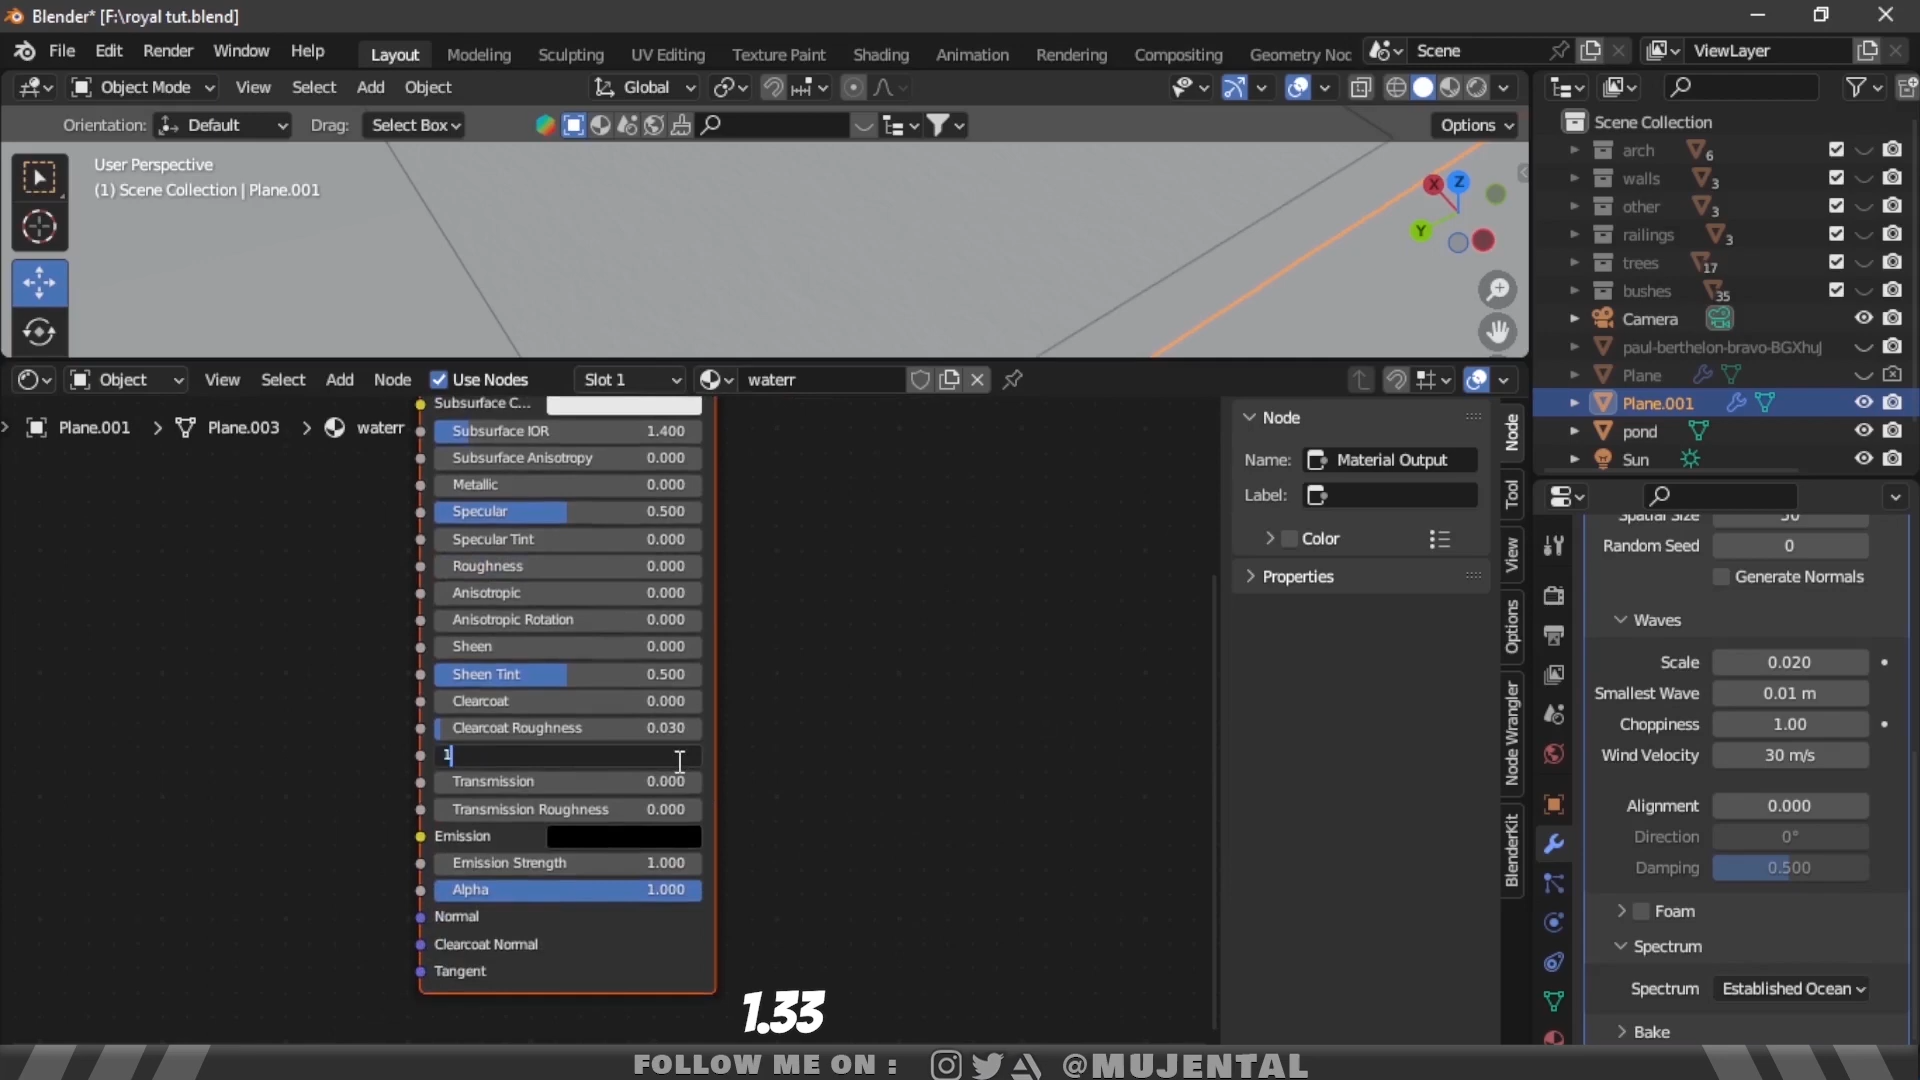 Blender* [F:\royal tut.blend]
File Edit Render Window Help Layout Modeling Sculpting UV Editing Texture Paint Shading Animation Rendering Compositing Geometry Noc Scene ViewLayer
Object Mode View Select Add Object Global
Orientation: Default Drag: Select Box Options
User Perspective
(1) Scene Collection | Plane.001
X Z
Y
Scene Collection
arch 6
walls 3
other 3
railings 3
trees 17
bushes 35
Camera
paul-berthelon-bravo-BGXhuJ
Plane
Plane.001
pond
Sun
Object View Select Add Node Use Nodes Slot 1 waterr
Plane.001 > Plane.003 > waterr
Subsurface C...
Subsurface IOR 1.400
Subsurface Anisotropy 0.000
Metallic 0.000
Specular 0.500
Specular Tint 0.000
Roughness 0.000
Anisotropic 0.000
Anisotropic Rotation 0.000
Sheen 0.000
Sheen Tint 0.500
Clearcoat 0.000
Clearcoat Roughness 0.030
1
Transmission 0.000
Transmission Roughness 0.000
Emission
Emission Strength 1.000
Alpha 1.000
Normal
Clearcoat Normal
Tangent
Node
Name: Material Output
Label:
Color
Properties
Node
Tool
View
Options
Node Wrangler
BlenderKit
Spatial Size 50
Random Seed 0
Generate Normals
Waves
Scale 0.020
Smallest Wave 0.01 m
Choppiness 1.00
Wind Velocity 30 m/s
Alignment 0.000
Direction 0°
Damping 0.500
Foam
Spectrum
Spectrum Established Ocean
Bake
1.33
FOLLOW ME ON : @MUJENTAL